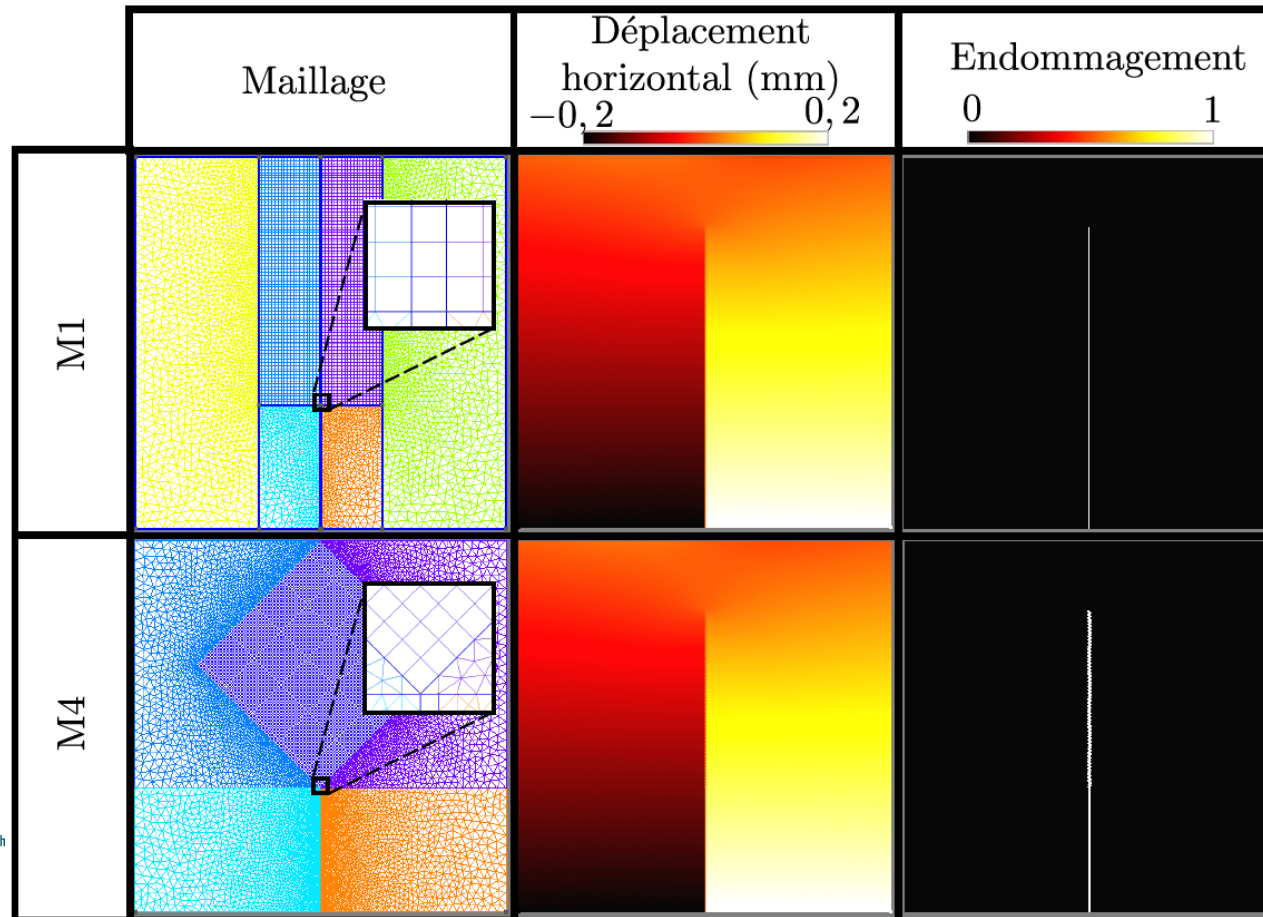 Maillage
Déplacement
horizontal (mm)
−0, 2 0, 2
Endommagement
0 1
M1
M4
h